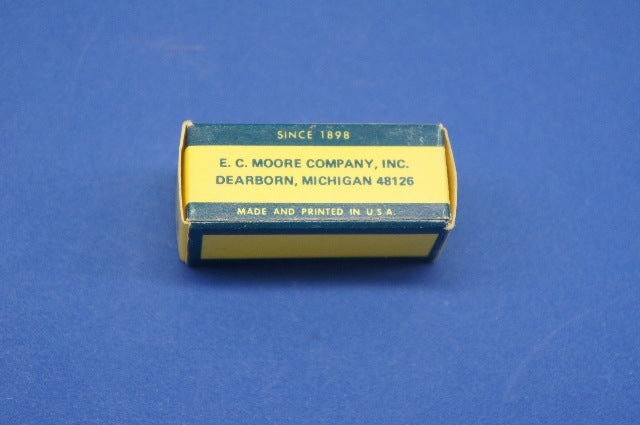 SINCE 1898
E. C. MOORE COMPANY, INC.
DEARBORN, MICHIGAN 48126
MADE AND PRINTED IN U.S.A.